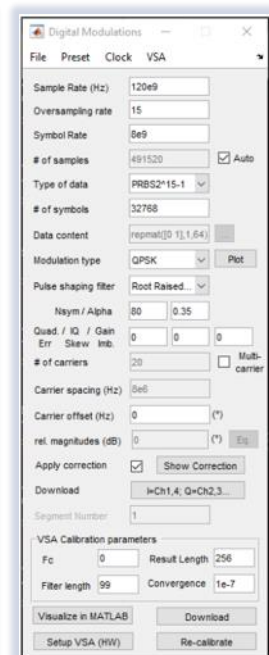 Digital Modulations
File Preset Clock VSA
Sample Rate (Hz) 120e9
Oversampling rate 15
Symbol Rate 8e9
# of samples 491520 Auto
Type of data PRBS2^15-1
# of symbols 32768
Data content repmat([0 1],1,64) ...
Modulation type QPSK Plot
Pulse shaping filter Root Raised...
Nsym / Alpha 80 0.35
Quad. / IQ / Gain
Err Skew Imb. 0 0 0
# of carriers 20 Multi-carrier
Carrier spacing (Hz) 8e6
Carrier offset (Hz) 0 (*)
rel. magnitudes (dB) 0 (*) Eq.
Apply correction Show Correction
Download I=Ch1,4; Q=Ch2,3...
Segment Number 1
VSA Calibration parameters
Fc 0 Result Length 256
Filter length 99 Convergence 1e-7
Visualize in MATLAB Download
Setup VSA (HW) Re-calibrate